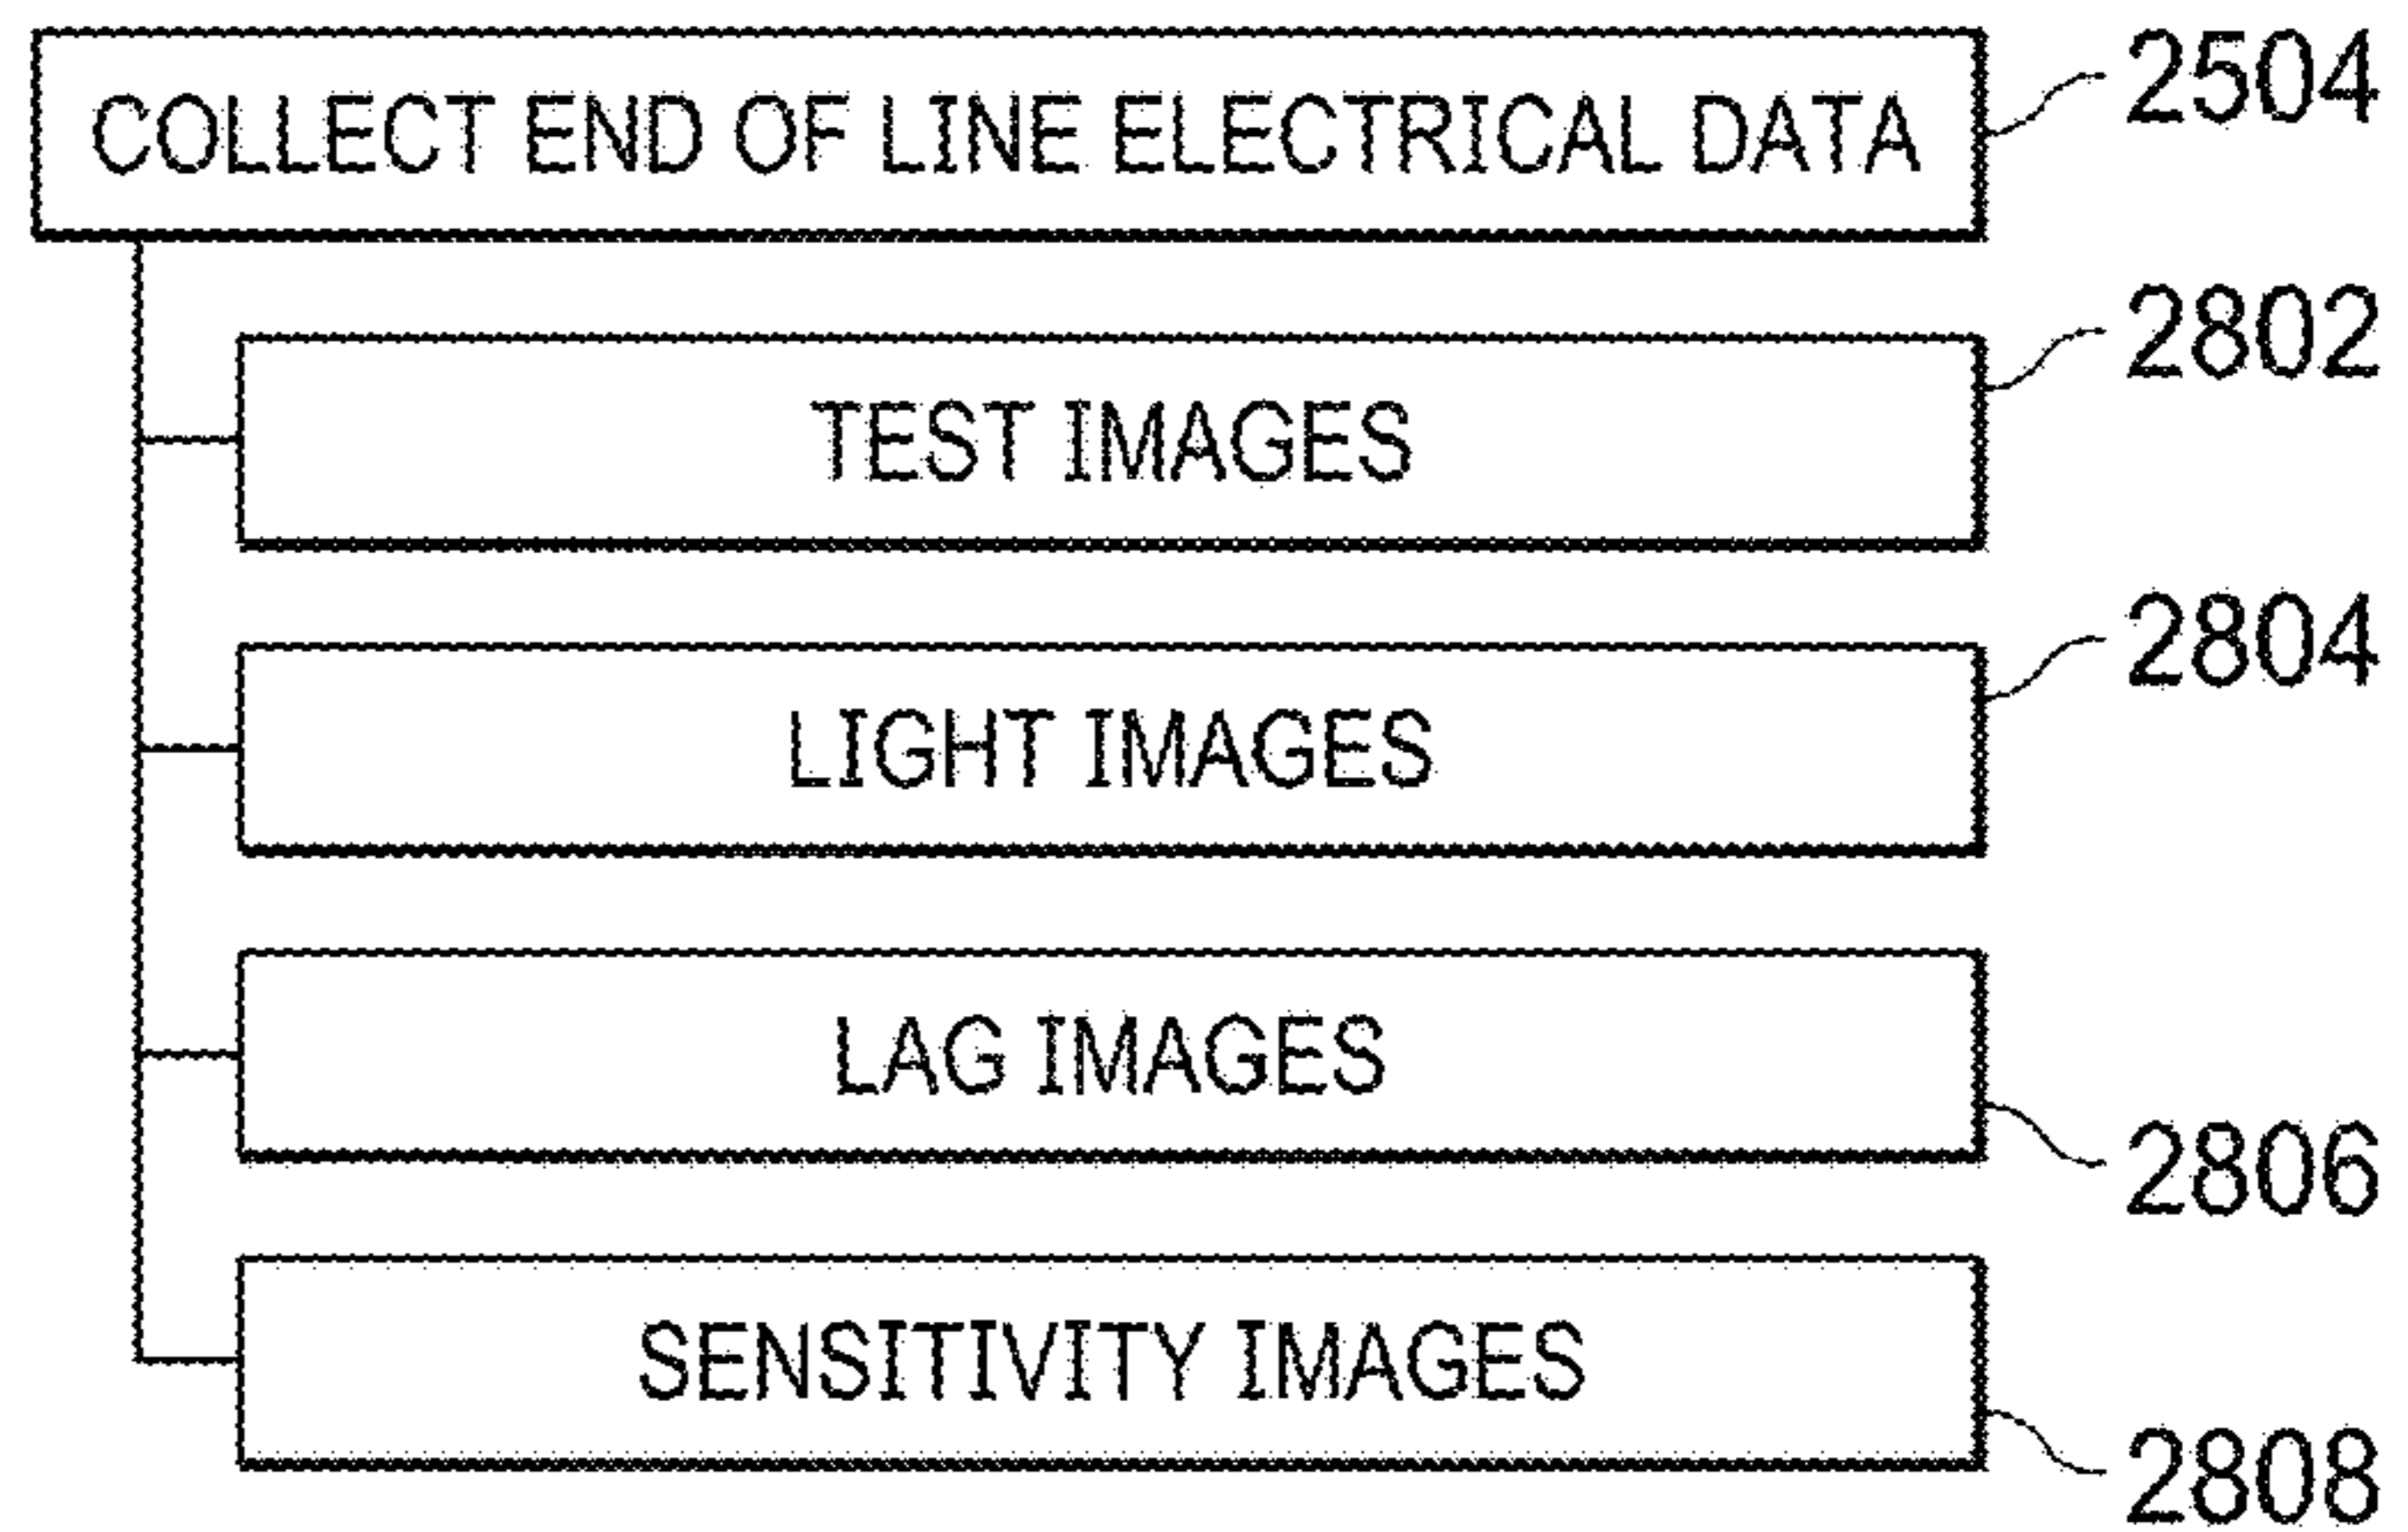 COLLECT END OF LINE ELECTRICAL DATA 2504
TEST IMAGES 2802
LIGHT IMAGES 2804
LAG IMAGES 2806
SENSITIVITY IMAGES 2808